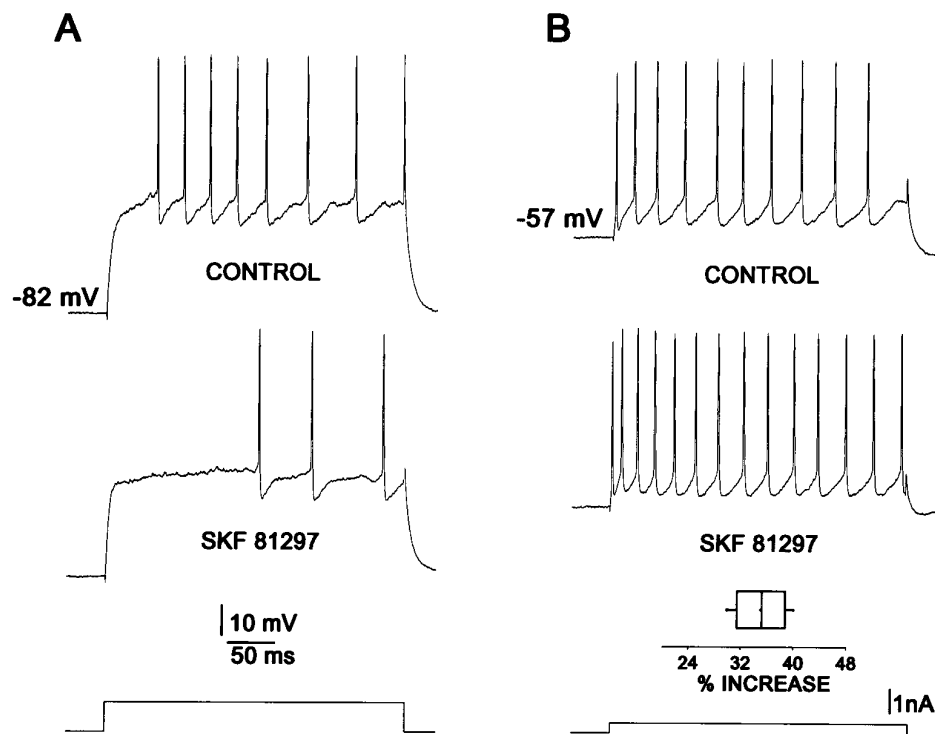 A
B
-82 mV
CONTROL
-57 mV
CONTROL
SKF 81297
SKF 81297
10 mV
50 ms
24 32 40 48
% INCREASE
1nA